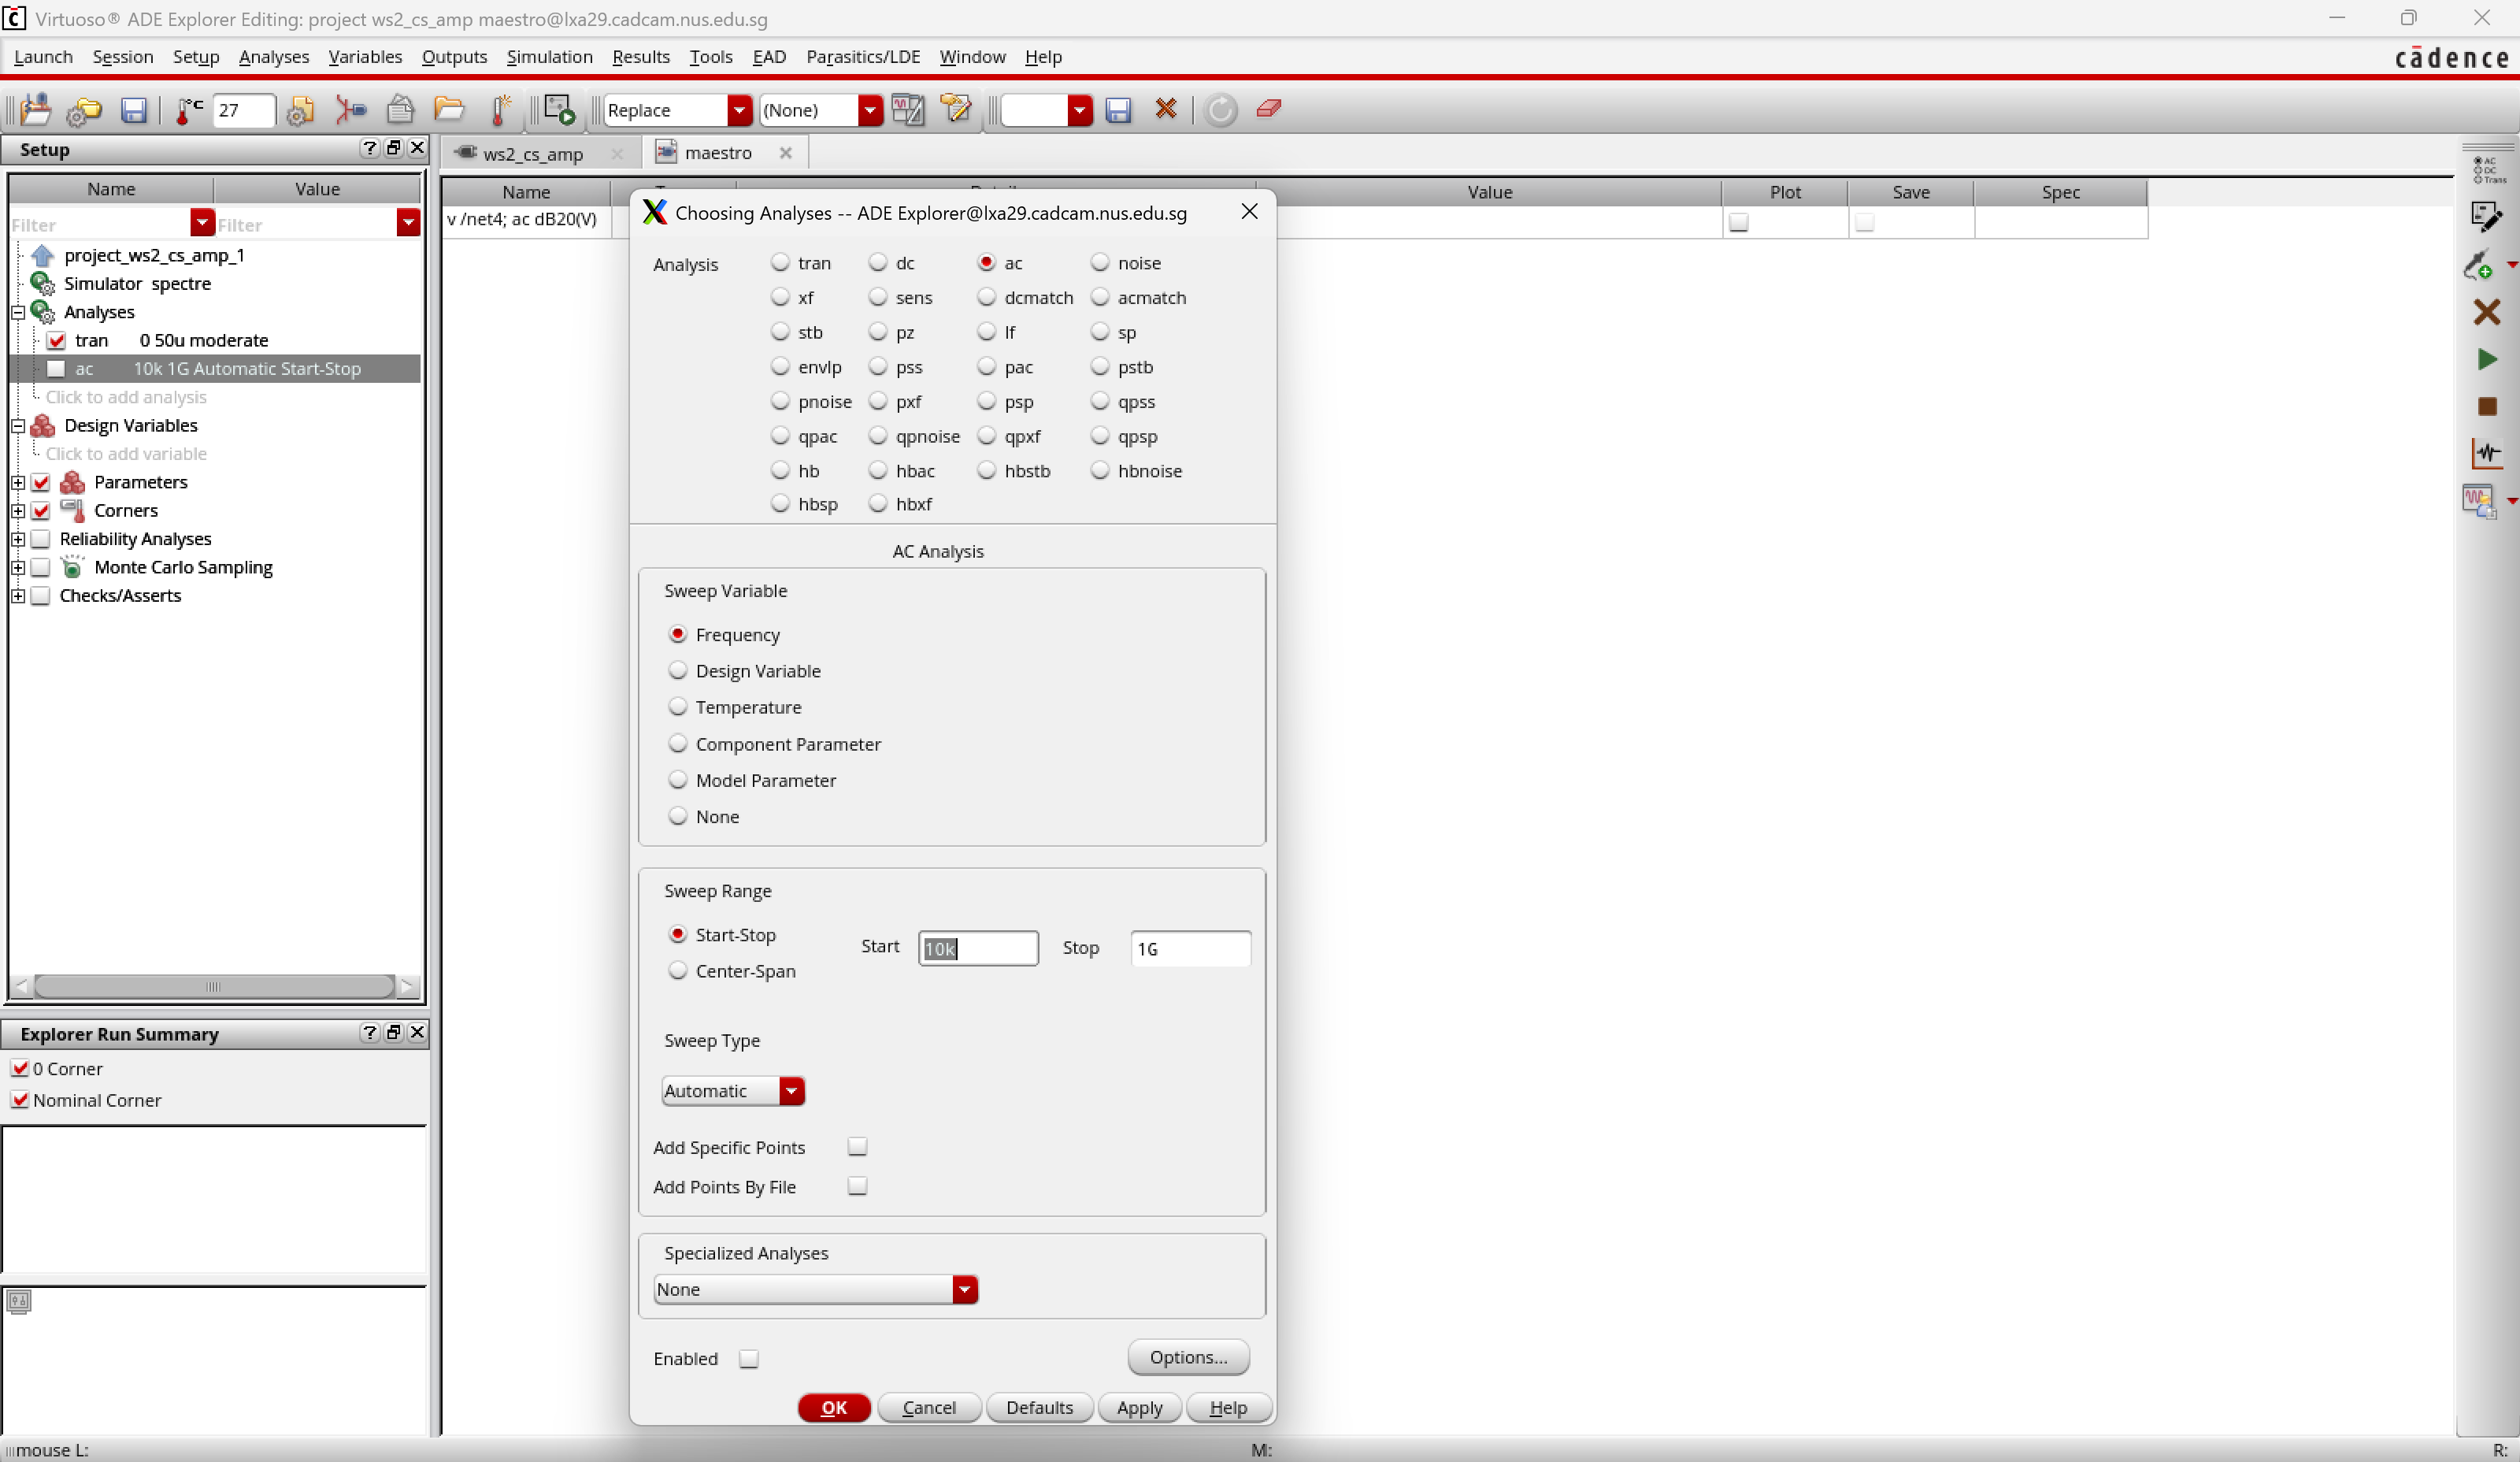 Virtuoso® ADE Explorer Editing: project ws2_cs_amp maestro@lxa29.cadcam.nus.edu.sg
Launch Session Setup Analyses Variables Outputs Simulation Results Tools EAD Parasitics/LDE Window Help
cādence
°C 27 Replace (None)
AC
DC
Trans
Setup
ws2_cs_amp maestro
Name Value
Filter Filter
project_ws2_cs_amp_1
Simulator spectre
Analyses
tran 0 50u moderate
ac 10k 1G Automatic Start-Stop
Click to add analysis
Design Variables
Click to add variable
Parameters
Corners
Reliability Analyses
Monte Carlo Sampling
Checks/Asserts
Explorer Run Summary
0 Corner
Nominal Corner
Name Value Plot Save Spec
v /net4; ac dB20(V)
Choosing Analyses -- ADE Explorer@lxa29.cadcam.nus.edu.sg
Analysis tran dc ac noise
xf sens dcmatch acmatch
stb pz lf sp
envlp pss pac pstb
pnoise pxf psp qpss
qpac qpnoise qpxf qpsp
hb hbac hbstb hbnoise
hbsp hbxf
AC Analysis
Sweep Variable
Frequency
Design Variable
Temperature
Component Parameter
Model Parameter
None
Sweep Range
Start-Stop Start 10k Stop 1G
Center-Span
Sweep Type
Automatic
Add Specific Points
Add Points By File
Specialized Analyses
None
Enabled Options...
OK Cancel Defaults Apply Help
mouse L: M: R: